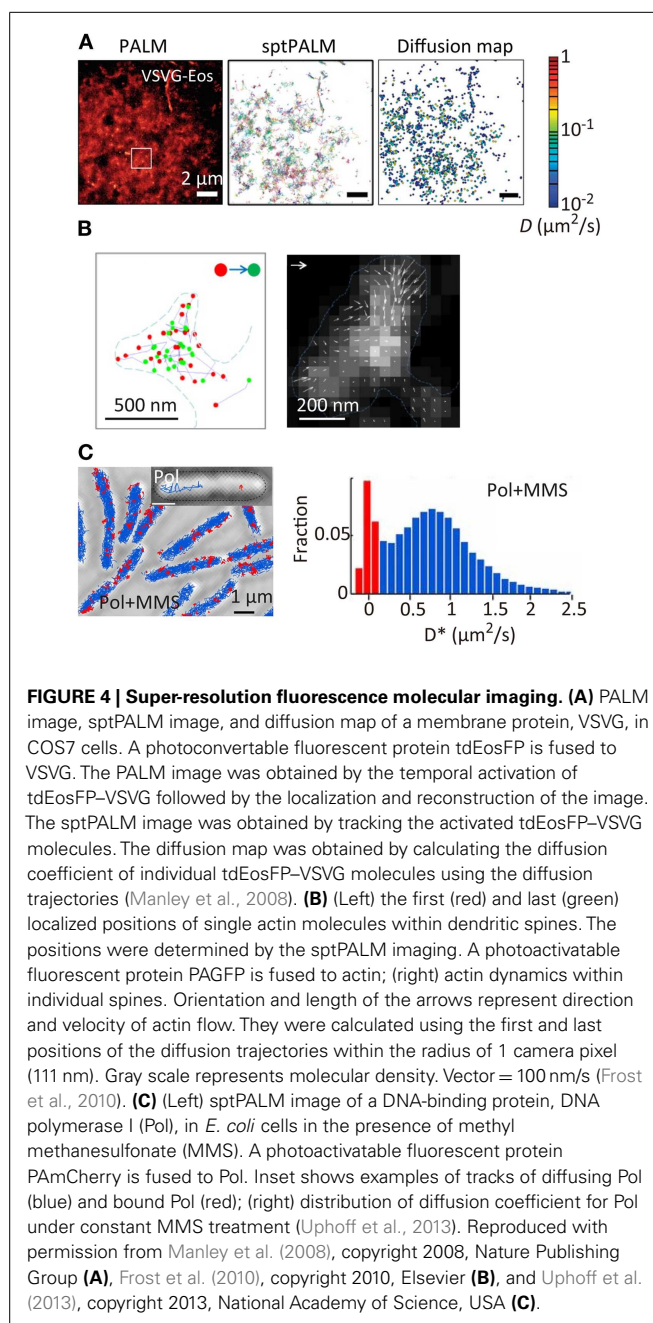 A
PALM
sptPALM
Diffusion map
VSVG-Eos
2 μm
1
10⁻¹
10⁻²
D (μm²/s)
B
500 nm
200 nm
C
Pol
Pol+MMS
1 μm
Pol+MMS
Fraction
0.05
0
0 0.5 1 1.5 2 2.5
D* (μm²/s)
FIGURE 4 | Super-resolution fluorescence molecular imaging. (A) PALM
image, sptPALM image, and diffusion map of a membrane protein, VSVG, in
COS7 cells. A photoconvertable fluorescent protein tdEosFP is fused to
VSVG. The PALM image was obtained by the temporal activation of
tdEosFP–VSVG followed by the localization and reconstruction of the image.
The sptPALM image was obtained by tracking the activated tdEosFP–VSVG
molecules. The diffusion map was obtained by calculating the diffusion
coefficient of individual tdEosFP–VSVG molecules using the diffusion
trajectories (Manley et al., 2008). (B) (Left) the first (red) and last (green)
localized positions of single actin molecules within dendritic spines. The
positions were determined by the sptPALM imaging. A photoactivatable
fluorescent protein PAGFP is fused to actin; (right) actin dynamics within
individual spines. Orientation and length of the arrows represent direction
and velocity of actin flow. They were calculated using the first and last
positions of the diffusion trajectories within the radius of 1 camera pixel
(111 nm). Gray scale represents molecular density. Vector = 100 nm/s (Frost
et al., 2010). (C) (Left) sptPALM image of a DNA-binding protein, DNA
polymerase I (Pol), in E. coli cells in the presence of methyl
methanesulfonate (MMS). A photoactivatable fluorescent protein
PAmCherry is fused to Pol. Inset shows examples of tracks of diffusing Pol
(blue) and bound Pol (red); (right) distribution of diffusion coefficient for Pol
under constant MMS treatment (Uphoff et al., 2013). Reproduced with
permission from Manley et al. (2008), copyright 2008, Nature Publishing
Group (A), Frost et al. (2010), copyright 2010, Elsevier (B), and Uphoff et al.
(2013), copyright 2013, National Academy of Science, USA (C).